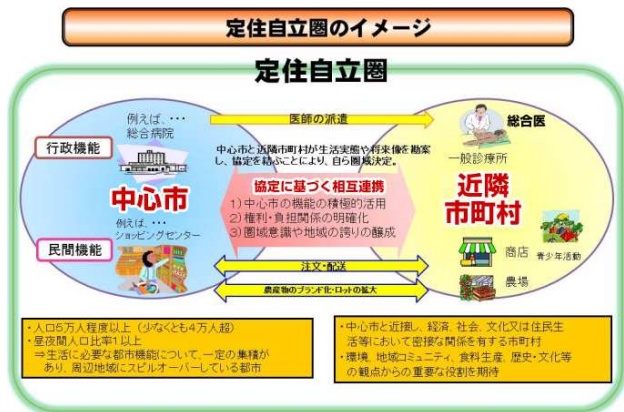 定住自立圏のイメージ
定住自立圏
例えば、・・・
総合病院
行政機能
中心市
例えば、・・・
ショッピングセンター
民間機能
医師の派遣
中心市と近隣市町村が生活実態や将来像を勘案
し、協定を結ぶことにより、自ら圏域決定。
協定に基づく相互連携
1)中心市の機能の積極的活用
2)権利・負担関係の明確化
3)圏域意識や地域の誇りの醸成
注文・配送
農産物のブランド化・ロットの拡大
総合医
一般診療所
近隣
市町村
商店
青少年活動
農場
・人口5万人程度以上（少なくとも4万人超）
・昼夜間人口比率1以上
⇒生活に必要な都市機能について、一定の集積が
あり、周辺地域にスピルオーバーしている都市
・中心市と近接し、経済、社会、文化又は住民生
活等において密接な関係を有する市町村
・環境、地域コミュニティ、食料生産、歴史・文化等
の観点からの重要な役割を期待